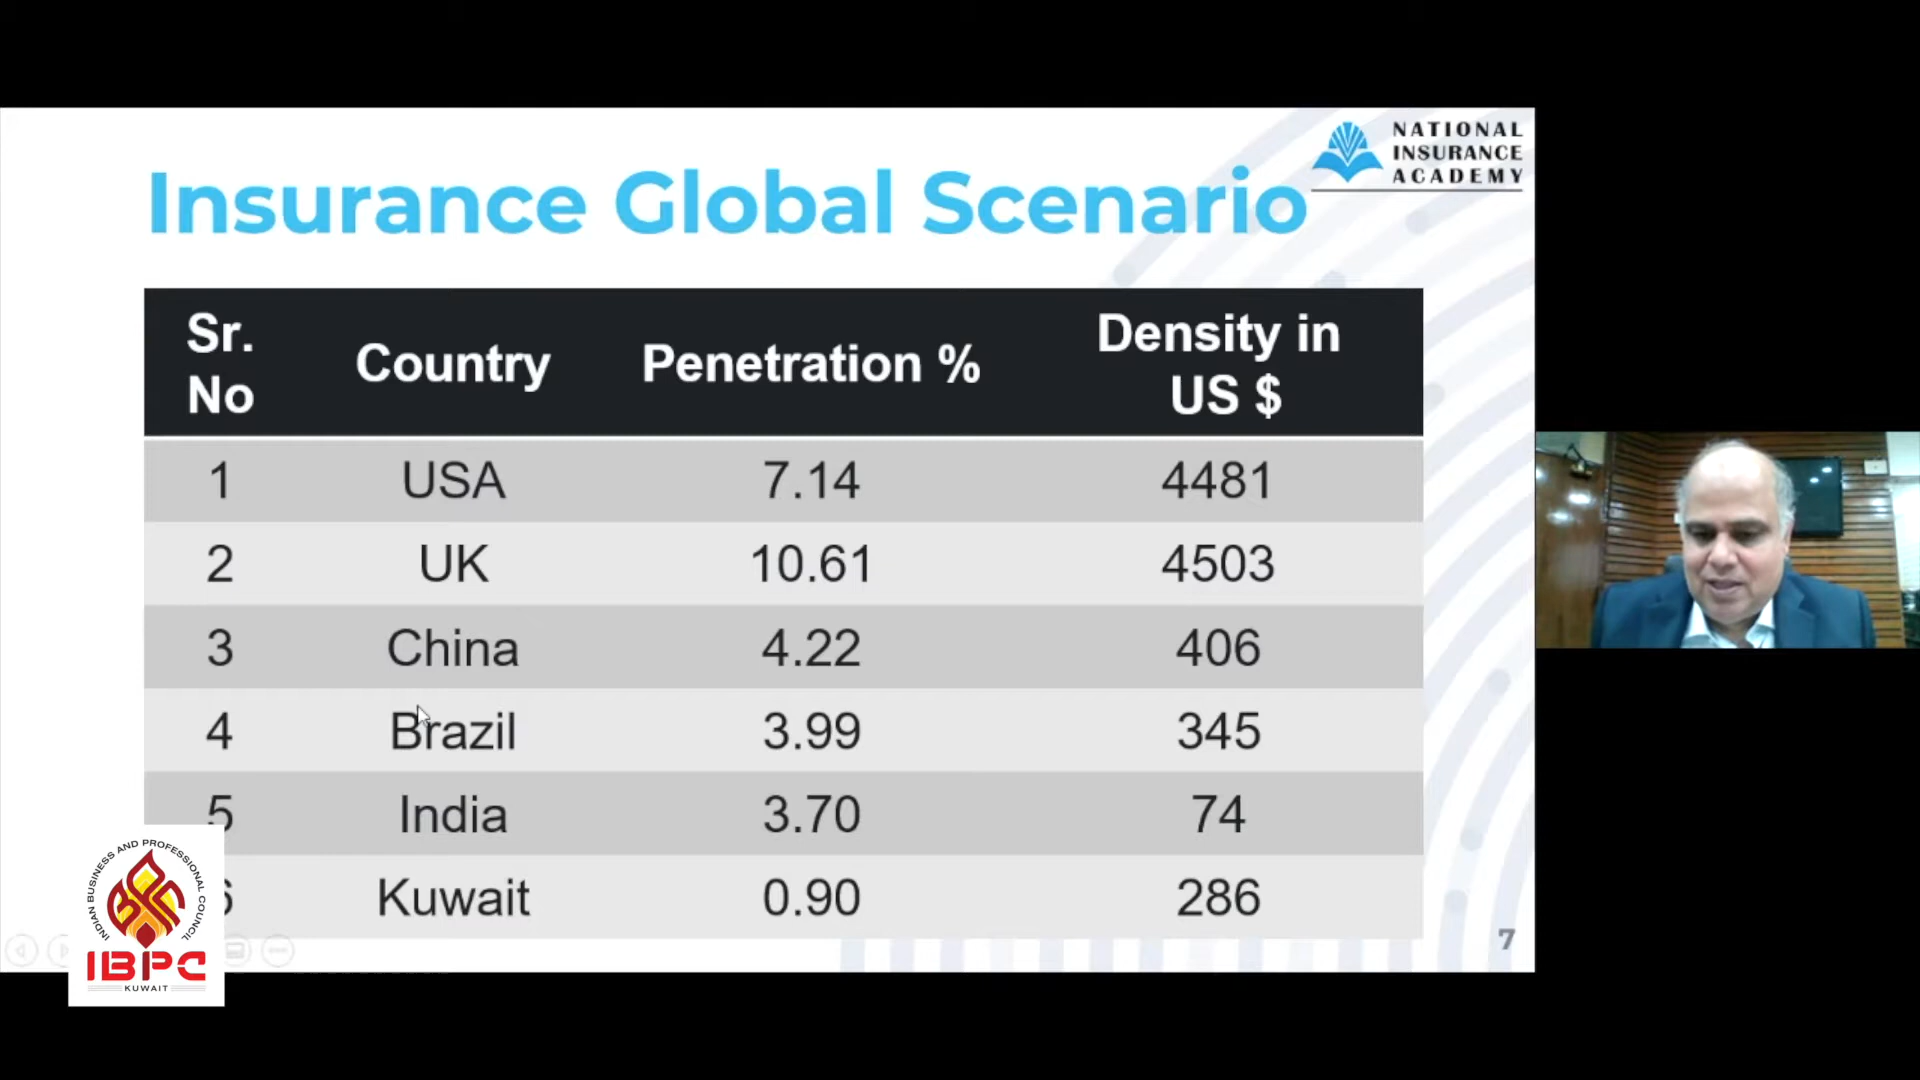 NATIONAL
INSURANCE
ACADEMY
Insurance Global Scenario
Sr. No Country Penetration % Density in US $
1 USA 7.14 4481
2 UK 10.61 4503
3 China 4.22 406
4 Brazil 3.99 345
5 India 3.70 74
6 Kuwait 0.90 286
7
INDIAN BUSINESS AND PROFESSIONAL COUNCIL
IBPC
KUWAIT